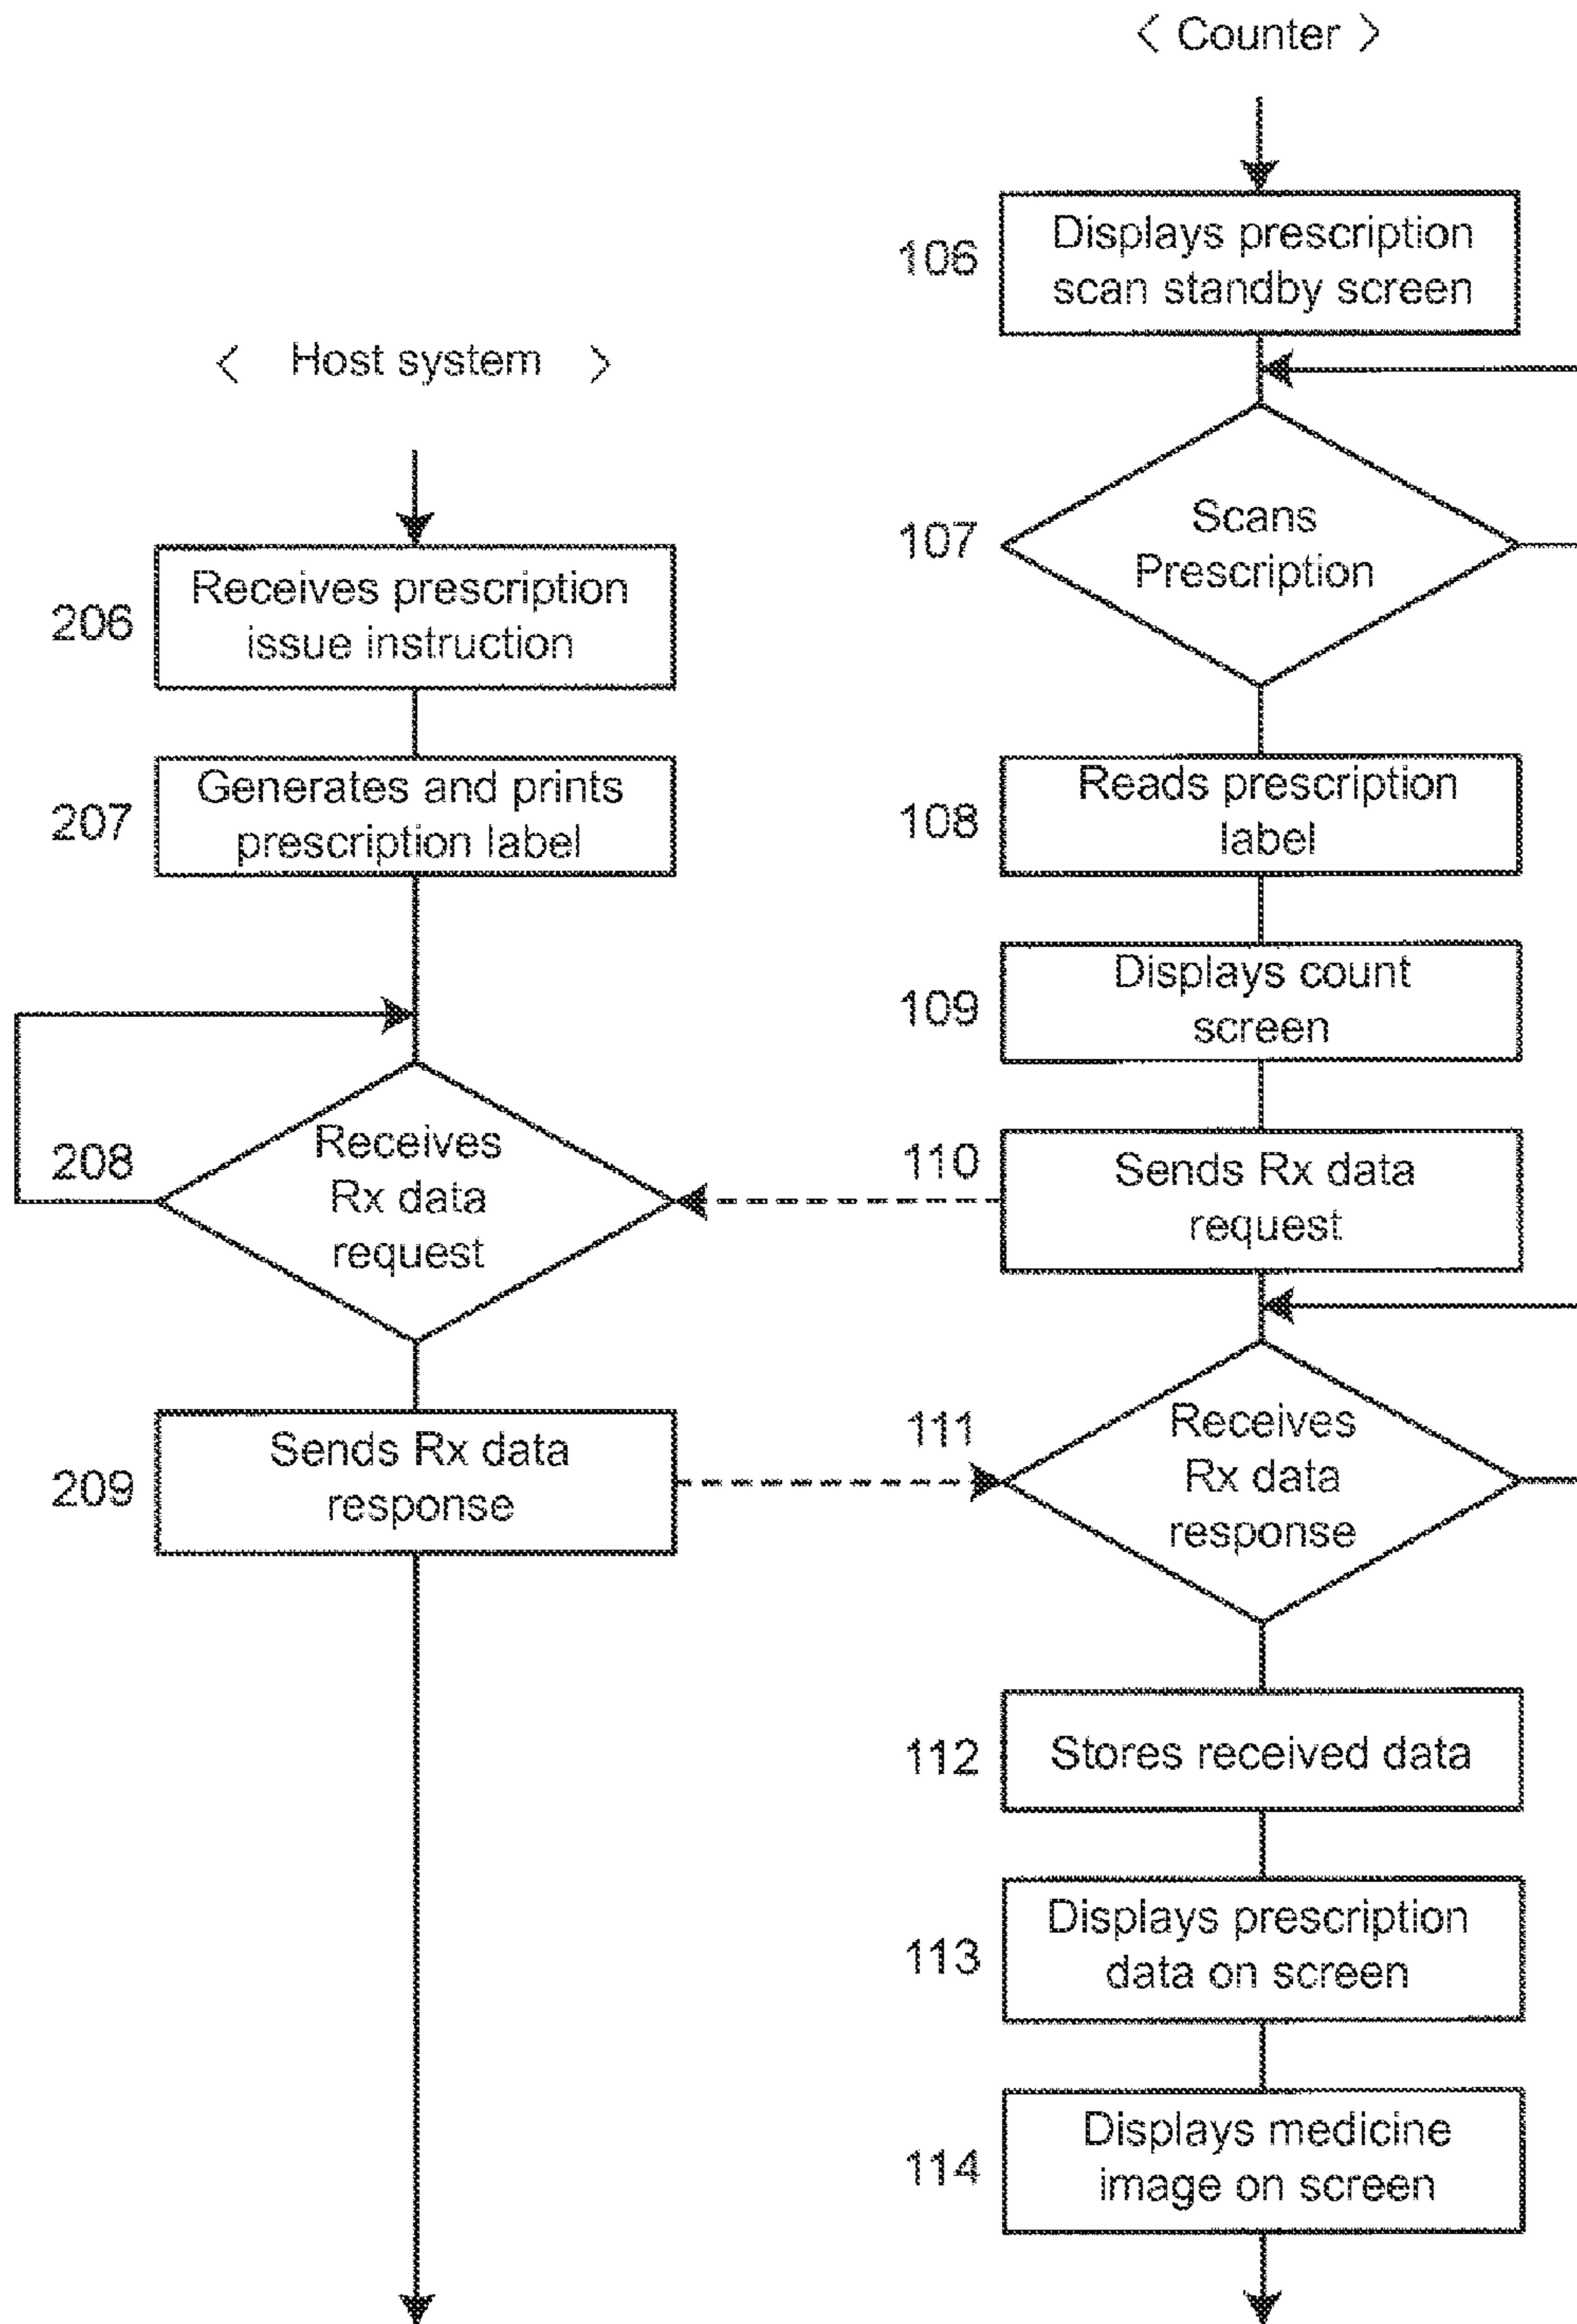 < Counter >
106
Displays prescription
scan standby screen
< Host system >
107
Scans
Prescription
206
Receives prescription
issue instruction
207
Generates and prints
prescription label
108
Reads prescription
label
109
Displays count
screen
208
Receives
Rx data
request
110
Sends Rx data
request
209
Sends Rx data
response
111
Receives
Rx data
response
112
Stores received data
113
Displays prescription
data on screen
114
Displays medicine
image on screen